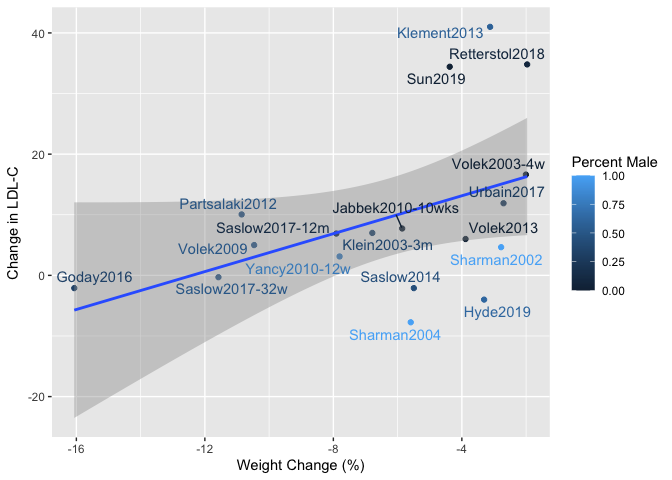 Klement2013
Retterstol2018
Sun2019
Volek2003-4w
Urbain2017
Partsalaki2012
Jabbek2010-10wks
Saslow2017-12m
Volek2013
Volek2009
Klein2003-3m
Sharman2002
Yancy2010-12w
Goday2016
Saslow2014
Saslow2017-32w
Hyde2019
Sharman2004
40
20
0
-20
Change in LDL-C
-16
-12
-8
-4
Weight Change (%)
Percent Male
1.00
0.75
0.50
0.25
0.00